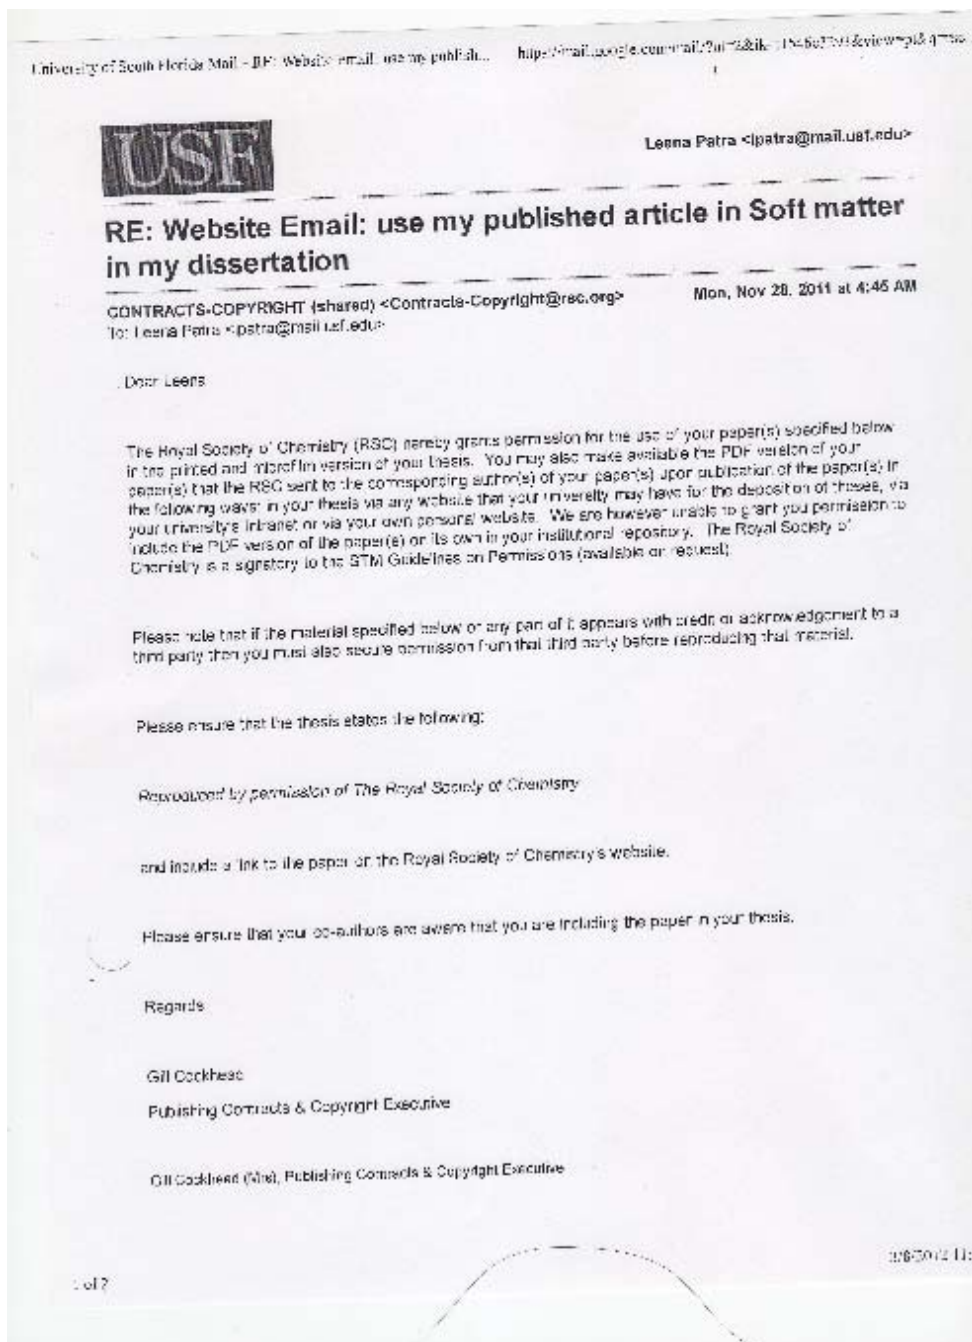 University of South Florida Mail - RE: Website email: use my publish...
USF
Leena Patra <lpatra@mail.usf.edu>
RE: Website Email: use my published article in Soft matter
in my dissertation
CONTRACTS-COPYRIGHT (shared) <Contracts-Copyright@rsc.org>
Mon, Nov 28, 2011 at 4:45 AM
To: Leena Patra <lpatra@mail.usf.edu>
Dear Leena
The Royal Society of Chemistry (RSC) hereby grants permission for the use of your paper(s) specified below
in the printed and microfilm version of your thesis. You may also make available the PDF version of your
paper(s) that the RSC sent to the corresponding author(s) of your paper(s) upon publication of the paper(s) in
the following ways: in your thesis via any website that your university may have for the deposition of theses, via
your university's Intranet or via your own personal website. We are however unable to grant you permission to
include the PDF version of the paper(s) on its own in your institutional repository. The Royal Society of
Chemistry is a signatory to the STM Guidelines on Permissions (available on request).
Please note that if the material specified below or any part of it appears with credit or acknowledgement to a
third party then you must also secure permission from that third party before reproducing that material.
Please ensure that the thesis states the following:
Reproduced by permission of The Royal Society of Chemistry
and include a link to the paper on the Royal Society of Chemistry's website.
Please ensure that your co-authors are aware that you are including the paper in your thesis.
Regards
Gill Cockhead
Publishing Contracts & Copyright Executive
Gill Cockhead (Mrs), Publishing Contracts & Copyright Executive
1 of 2